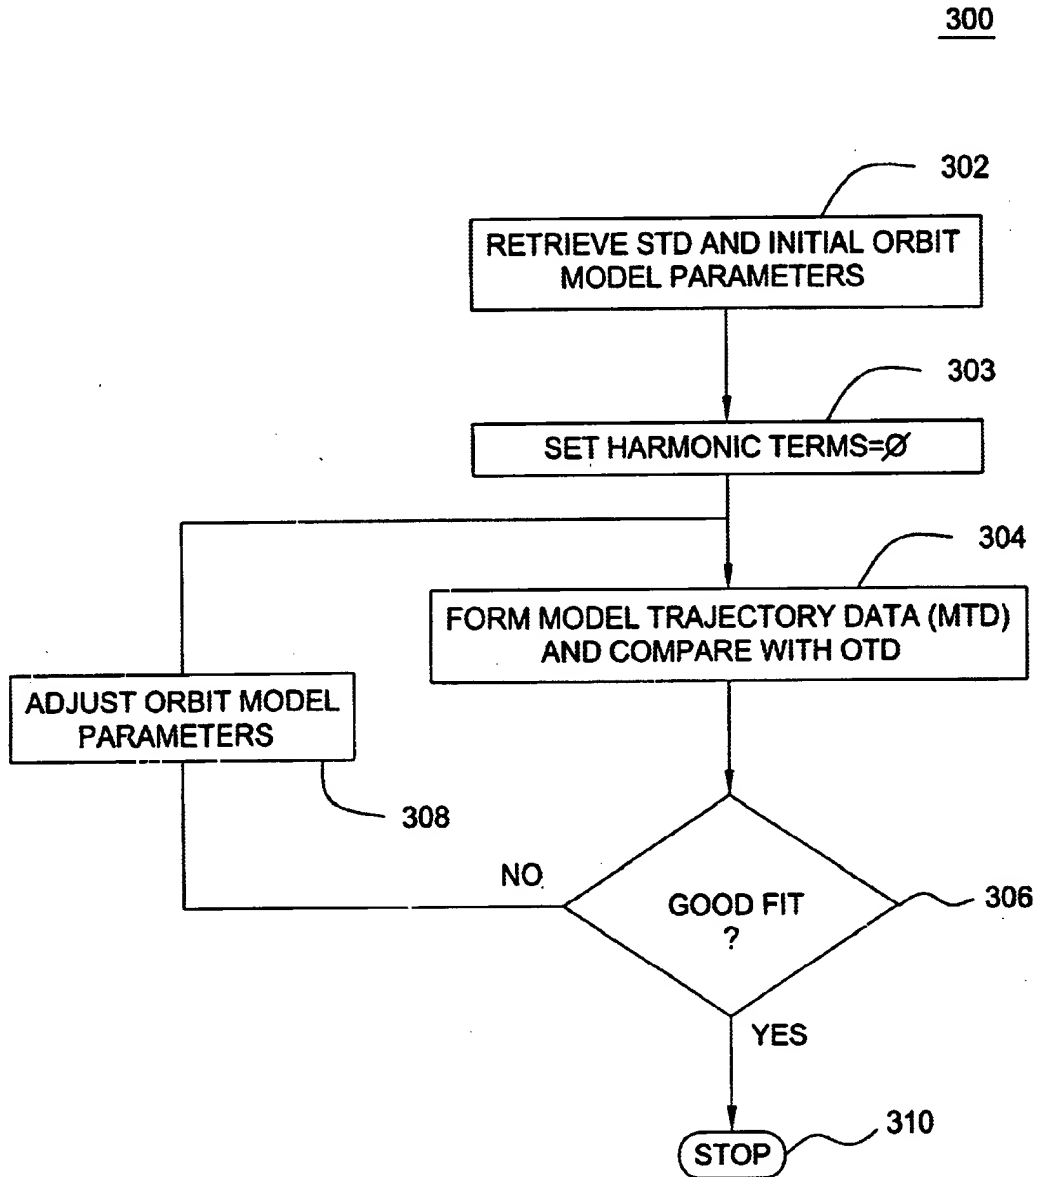 300
302
RETRIEVE STD AND INITIAL ORBIT
MODEL PARAMETERS
303
SET HARMONIC TERMS=Ø
304
FORM MODEL TRAJECTORY DATA (MTD)
AND COMPARE WITH OTD
ADJUST ORBIT MODEL
PARAMETERS
308
NO
GOOD FIT
?
306
YES
STOP
310